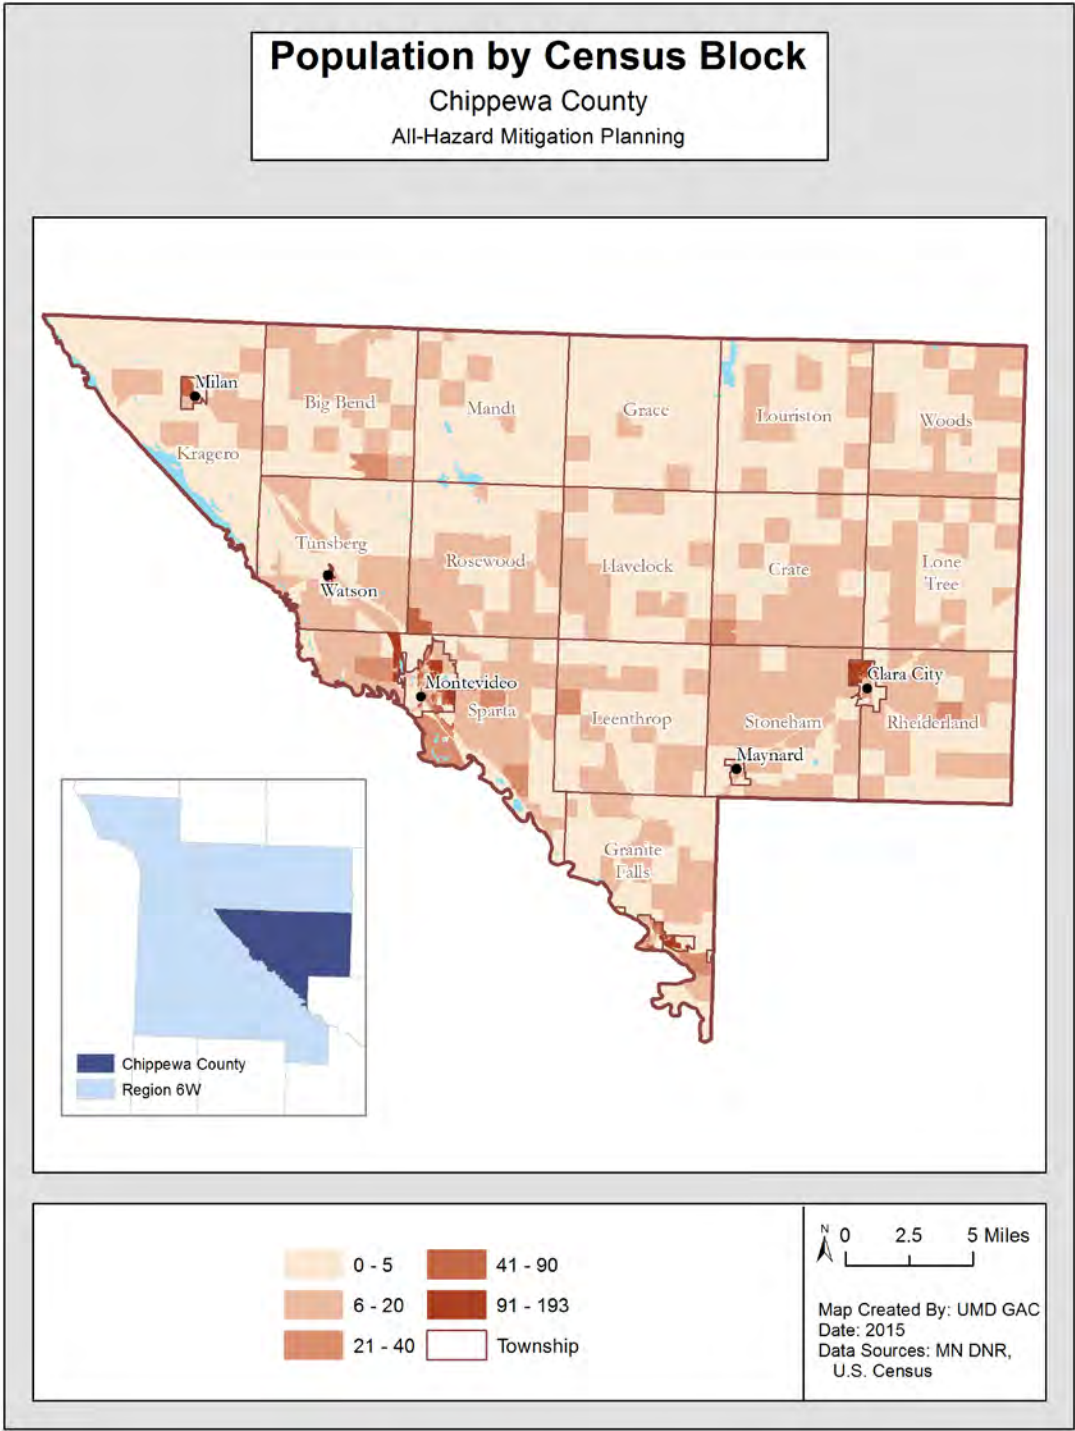 Population by Census Block
Chippewa County
All-Hazard Mitigation Planning
Milan
Big Bend
Mandt
Grace
Louriston
Woods
Kragero
Tunsberg
Rosewood
Havelock
Crate
Lone
Tree
Watson
Montevideo
Sparta
Leenthrop
Stoneham
Clara City
Rheiderland
Maynard
Granite
Falls
Chippewa County
Region 6W
0 - 5
6 - 20
21 - 40
41 - 90
91 - 193
Township
N
0 2.5 5 Miles
Map Created By: UMD GAC
Date: 2015
Data Sources: MN DNR,
U.S. Census